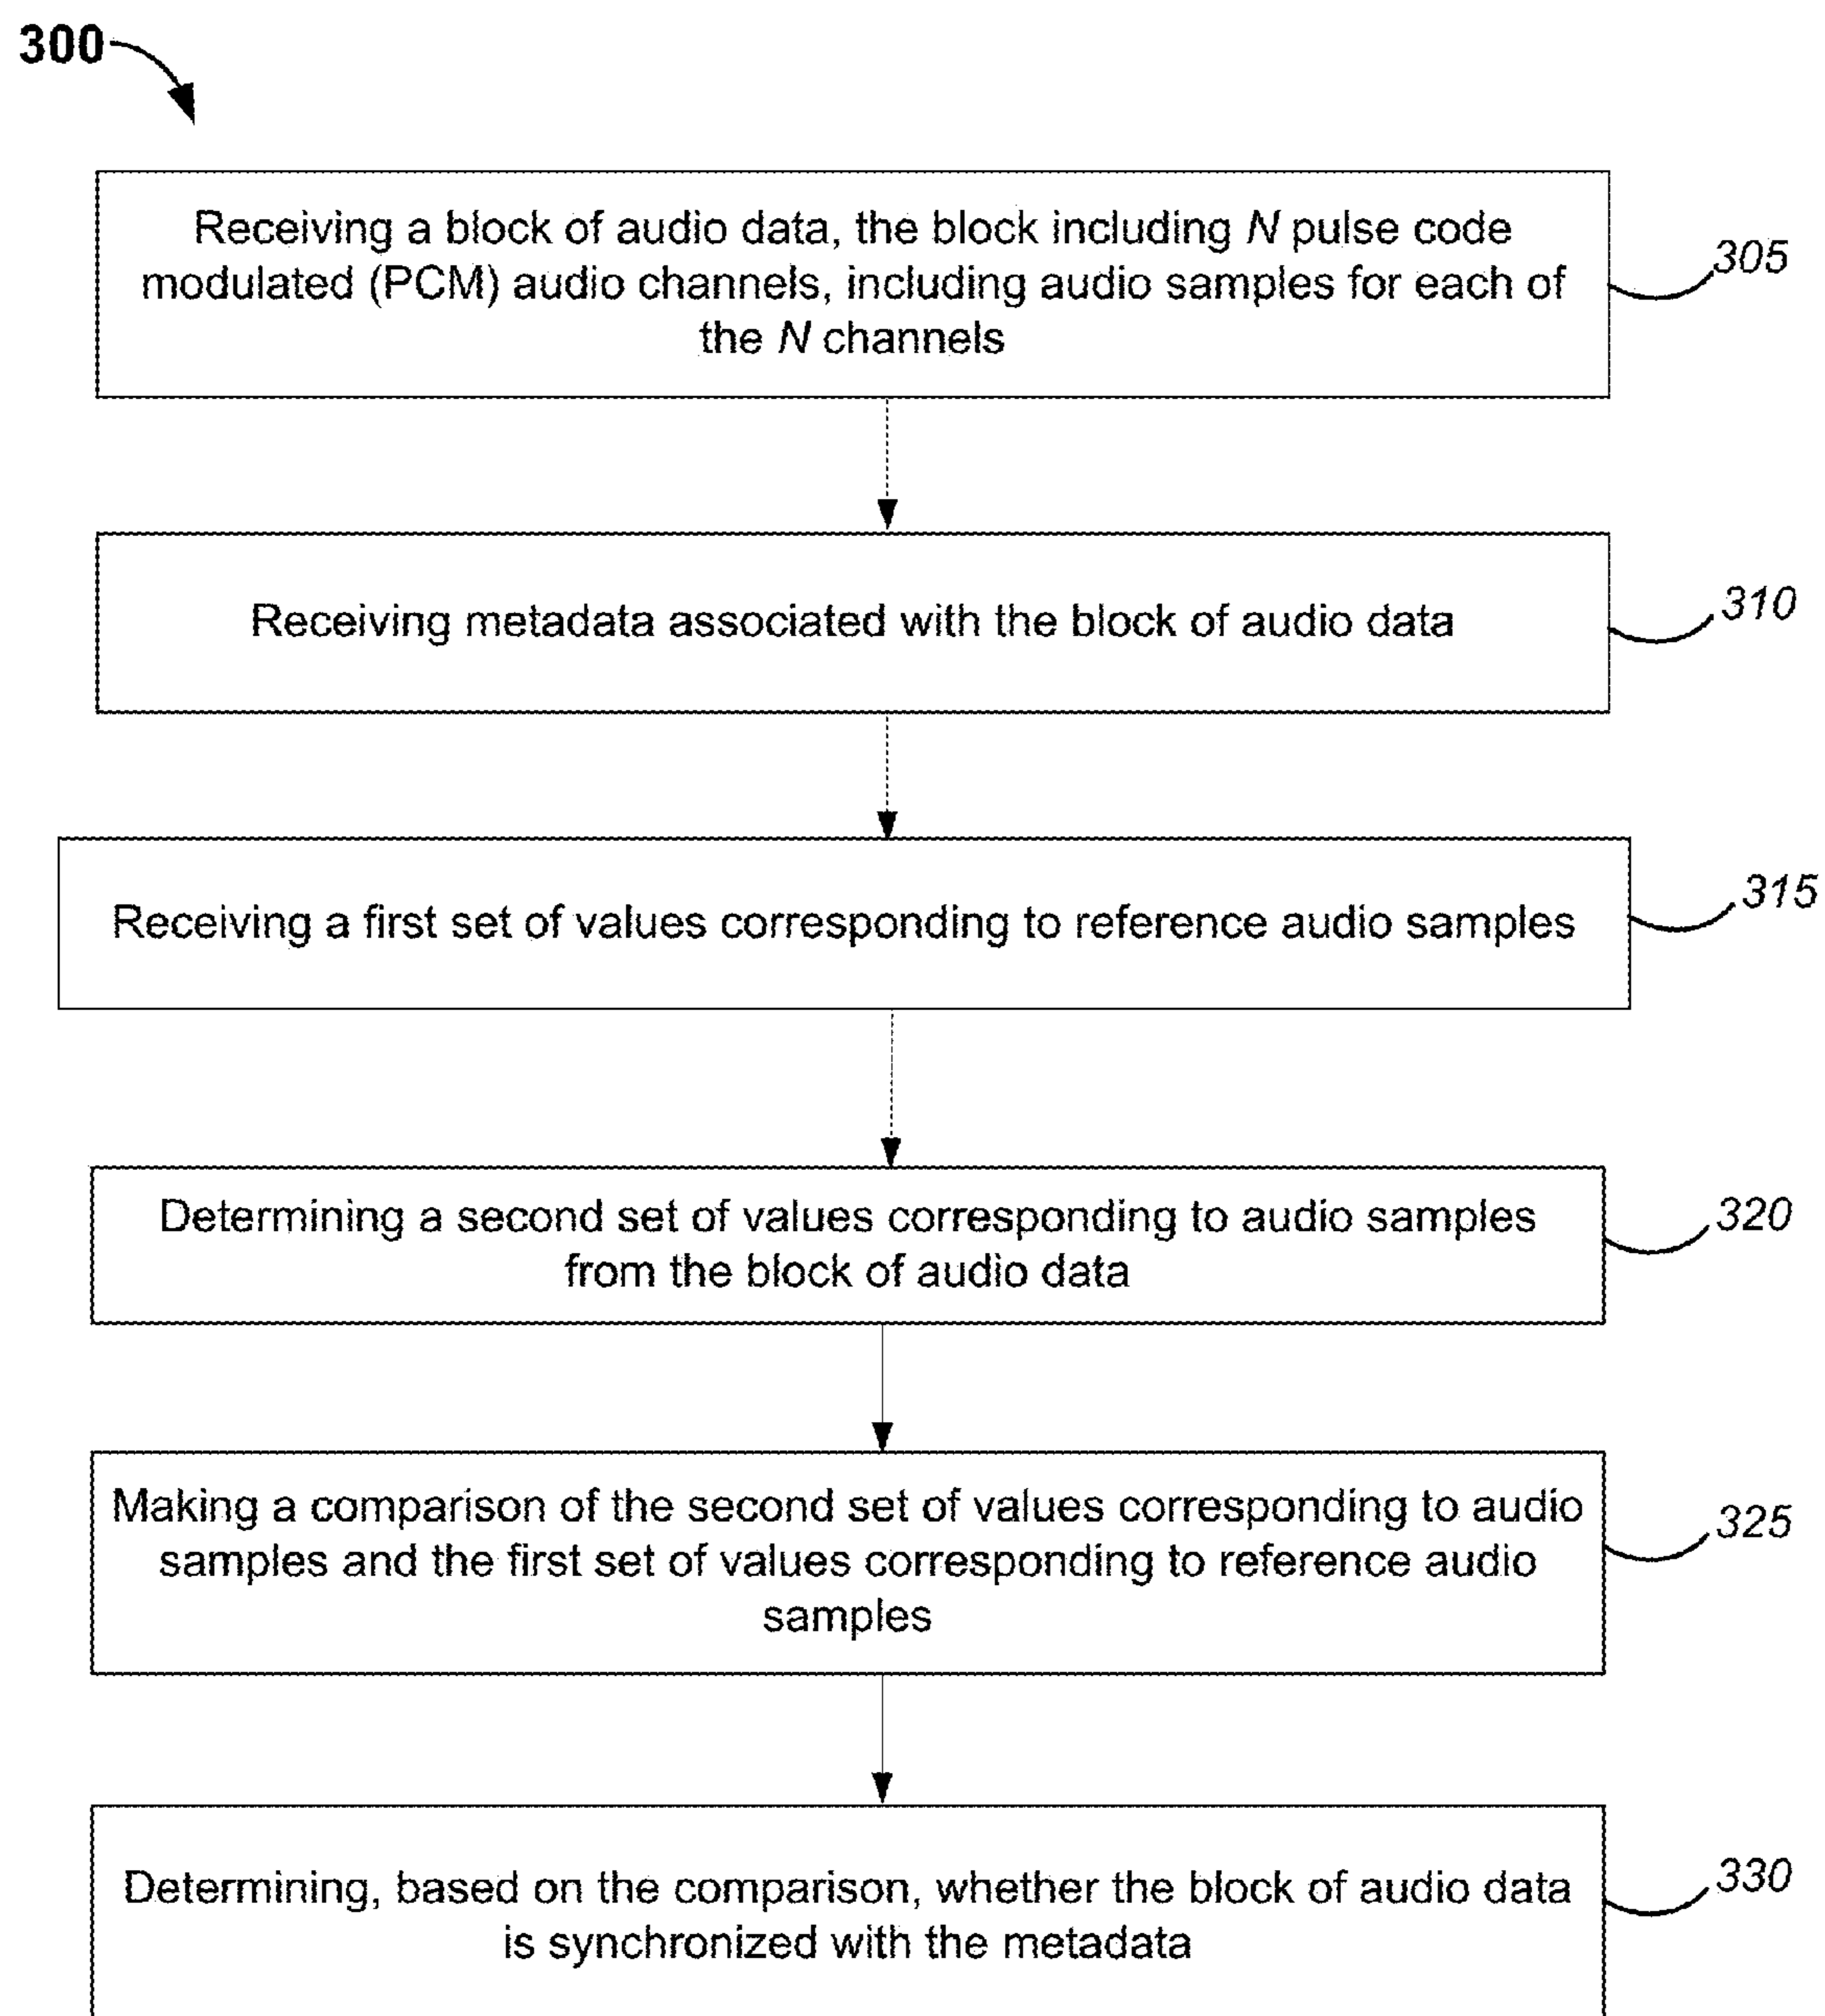 300
Receiving a block of audio data, the block including N pulse code
modulated (PCM) audio channels, including audio samples for each of
the N channels
305
Receiving metadata associated with the block of audio data
310
Receiving a first set of values corresponding to reference audio samples
315
Determining a second set of values corresponding to audio samples
from the block of audio data
320
Making a comparison of the second set of values corresponding to audio
samples and the first set of values corresponding to reference audio
samples
325
Determining, based on the comparison, whether the block of audio data
is synchronized with the metadata
330